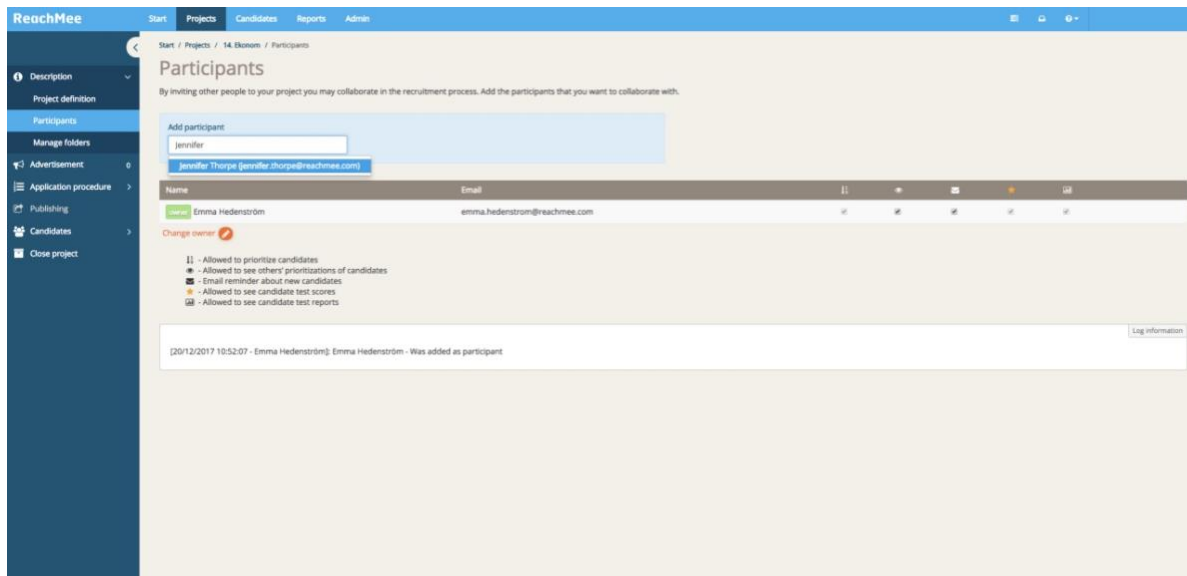 ReachMee
Start Projects Candidates Reports Admin
Start / Projects / 14. Ekonom / Participants
Participants
By inviting other people to your project you may collaborate in the recruitment process. Add the participants that you want to collaborate with.
Description
Project definition
Participants
Manage folders
Advertisement 0
Application procedure
Publishing
Candidates
Close project
Add participant
Jennifer
Jennifer Thorpe (jennifer.thorpe@reachmee.com)
Name Email
Emma Hedenström emma.hedenstrom@reachmee.com
Change owner
- Allowed to prioritize candidates
- Allowed to see others' prioritizations of candidates
- Email reminder about new candidates
- Allowed to see candidate test scores
- Allowed to see candidate test reports
Log information
[20/12/2017 10:52:07 - Emma Hedenström]: Emma Hedenström - Was added as participant